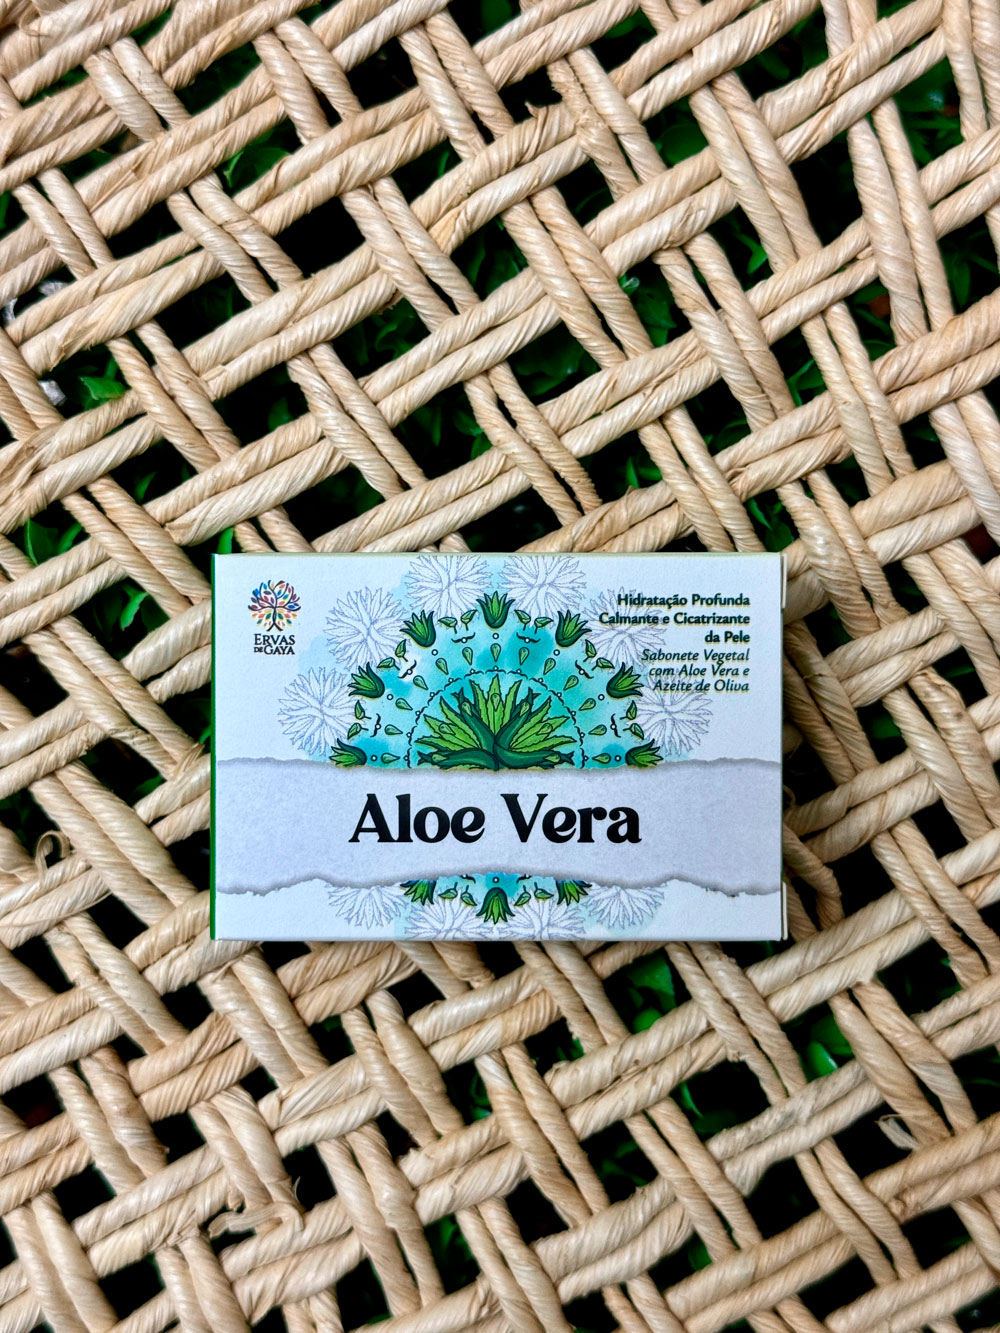 ERVAS
DE GAYA
Hidratação Profunda
Calmante e Cicatrizante
da Pele
Sabonete Vegetal
com Aloe Vera e
Azeite de Oliva
Aloe Vera